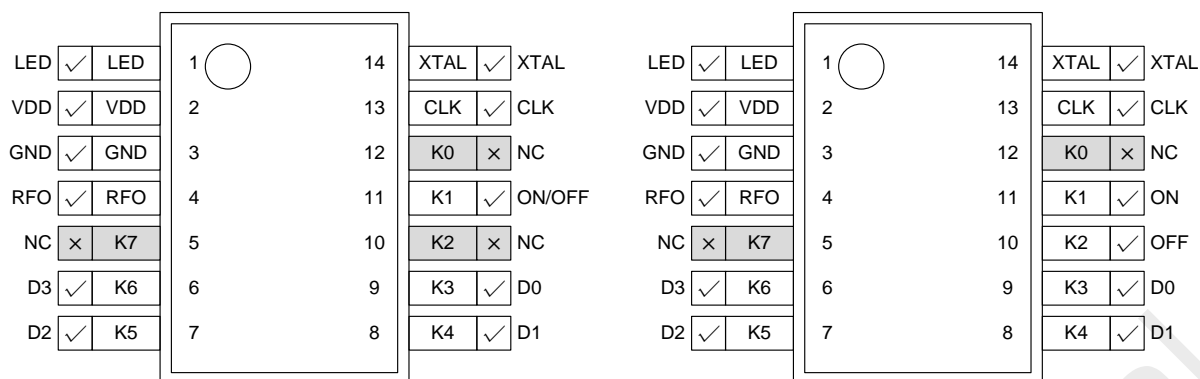 LED ✓ LED 1 14 XTAL ✓ XTAL LED ✓ LED 1 14 XTAL ✓ XTAL
VDD ✓ VDD 2 13 CLK ✓ CLK VDD ✓ VDD 2 13 CLK ✓ CLK
GND ✓ GND 3 12 K0 × NC GND ✓ GND 3 12 K0 × NC
RFO ✓ RFO 4 11 K1 ✓ ON/OFF RFO ✓ RFO 4 11 K1 ✓ ON
NC × K7 5 10 K2 × NC NC × K7 5 10 K2 ✓ OFF
D3 ✓ K6 6 9 K3 ✓ D0 D3 ✓ K6 6 9 K3 ✓ D0
D2 ✓ K5 7 8 K4 ✓ D1 D2 ✓ K5 7 8 K4 ✓ D1